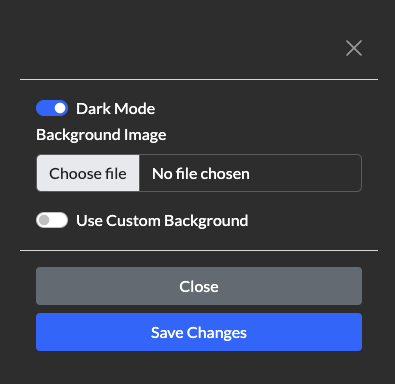 Dark Mode
Background Image
Choose file No file chosen
Use Custom Background
Close
Save Changes